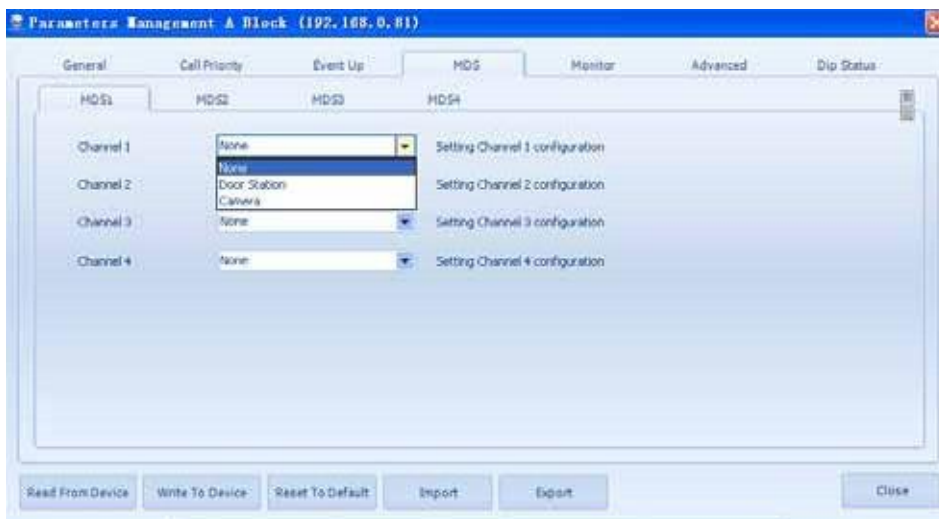 Parameters Management A Block (192.168.0.81)
General Call Priority Event Up MDS Monitor Advanced Dip Status
MDS1 MDS2 MDS3 MDS4
Channel 1 None Setting Channel 1 configuration
None
Channel 2 Door Station Setting Channel 2 configuration
Camera
Channel 3 None Setting Channel 3 configuration
Channel 4 None Setting Channel 4 configuration
Read From Device Write To Device Reset To Default Import Export Close